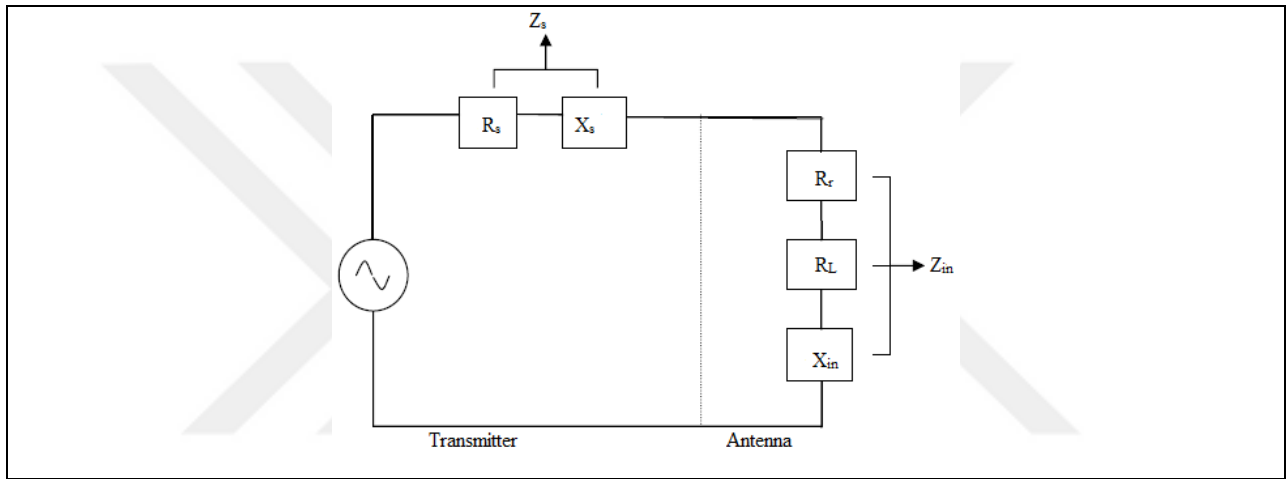 Zs
Rs
Xs
Rr
RL
Zin
Xin
Transmitter
Antenna